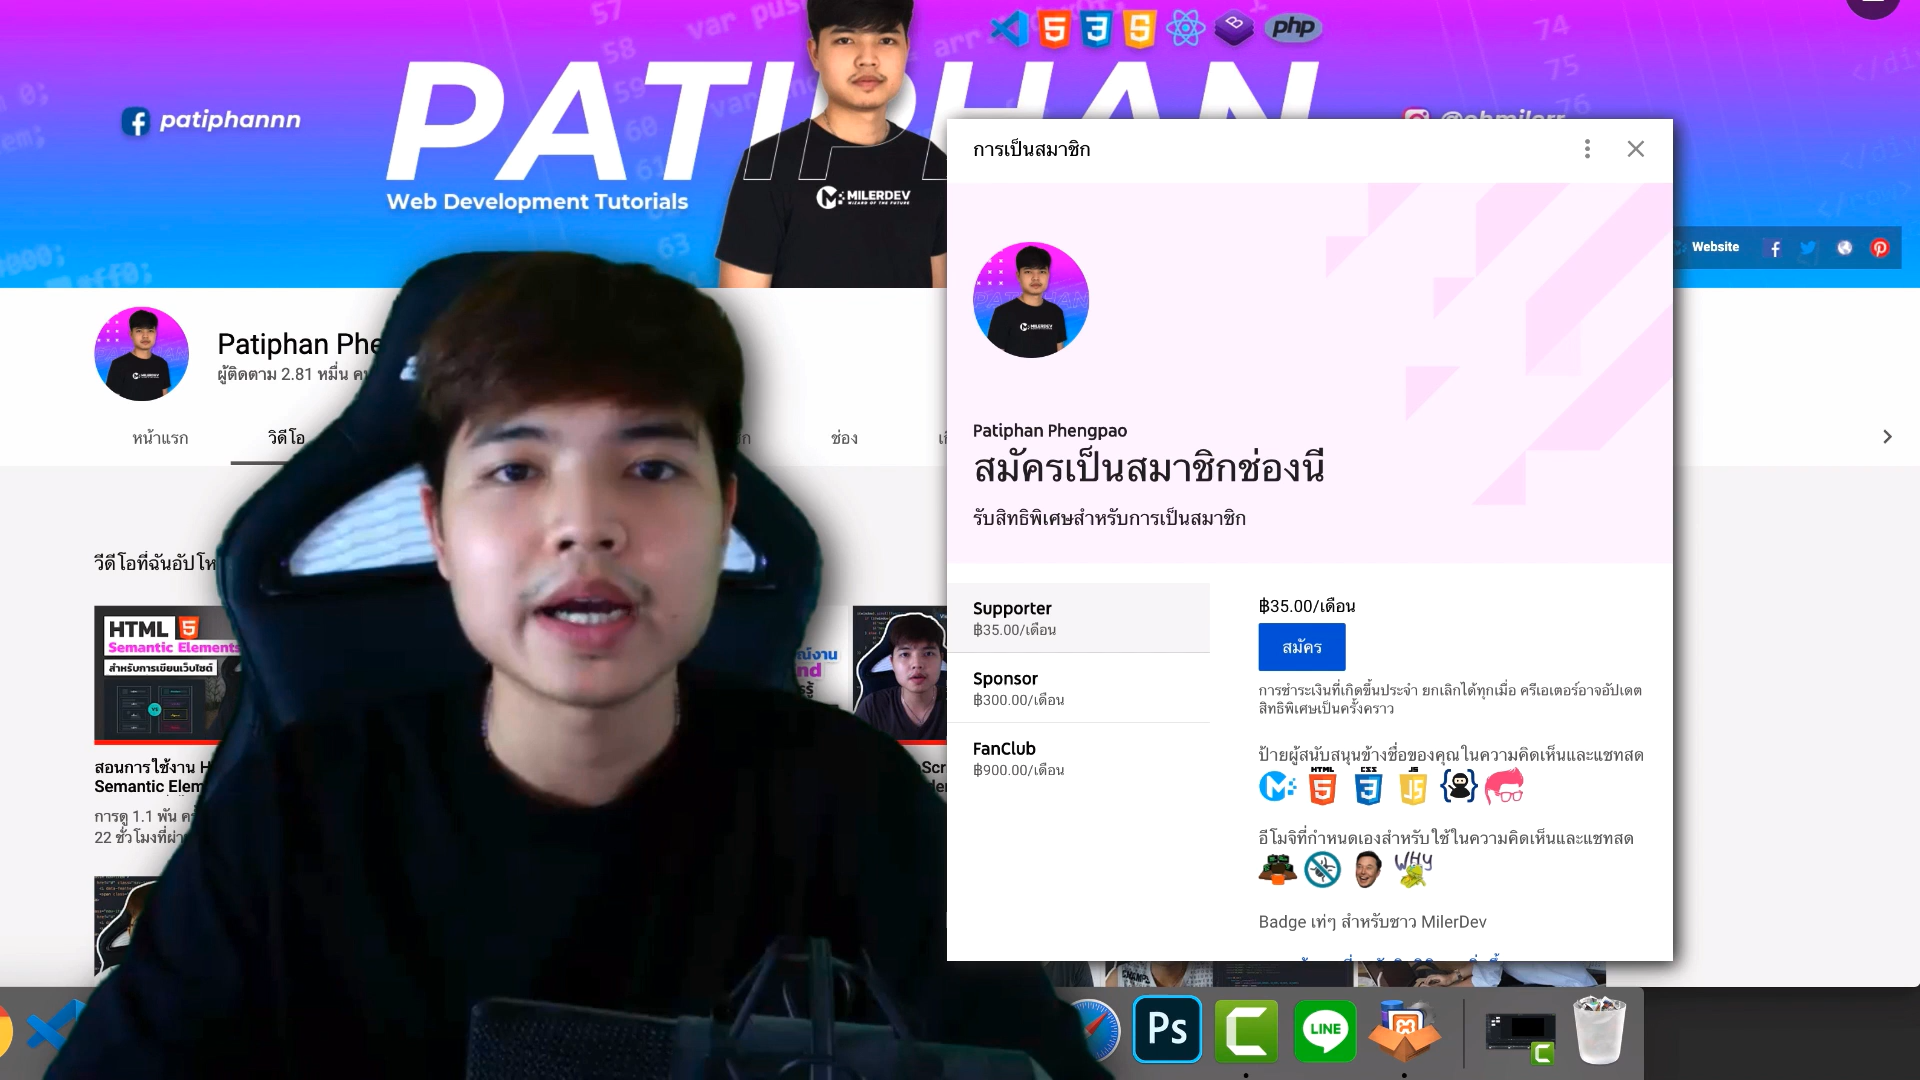 patiphannn
PATIPHAN
Web Development Tutorials
php
MILERDEV
WIZARD OF THE FUTURE
Website
Patiphan Phe
ผู้ติดตาม 2.81 หมื่น
หน้าแรก
วิดีโอ
ช่อง
วิดีโอที่ฉันอัปโห
HTML 5
Semantic Elements
สำหรับการเขียนเว็บไซต์
สอนการใช้งาน H
Semantic Elem
การดู 1.1 พัน
22 ชั่วโมงที่ผ่า
การเป็นสมาชิก
Patiphan Phengpao
สมัครเป็นสมาชิกช่องนี้
รับสิทธิพิเศษสำหรับการเป็นสมาชิก
Supporter
฿35.00/เดือน
Sponsor
฿300.00/เดือน
FanClub
฿900.00/เดือน
฿35.00/เดือน
สมัคร
การชำระเงินที่เกิดขึ้นประจำ ยกเลิกได้ทุกเมื่อ ครีเอเตอร์อาจอัปเดต
สิทธิพิเศษเป็นครั้งคราว
ป้ายผู้สนับสนุนข้างชื่อของคุณในความคิดเห็นและแชทสด
HTML 5 CSS 3 JS JS
อีโมจิที่กำหนดเองสำหรับใช้ในความคิดเห็นและแชทสด
WHY
Badge เท่ๆ สำหรับชาว MilerDev
Ps
LINE